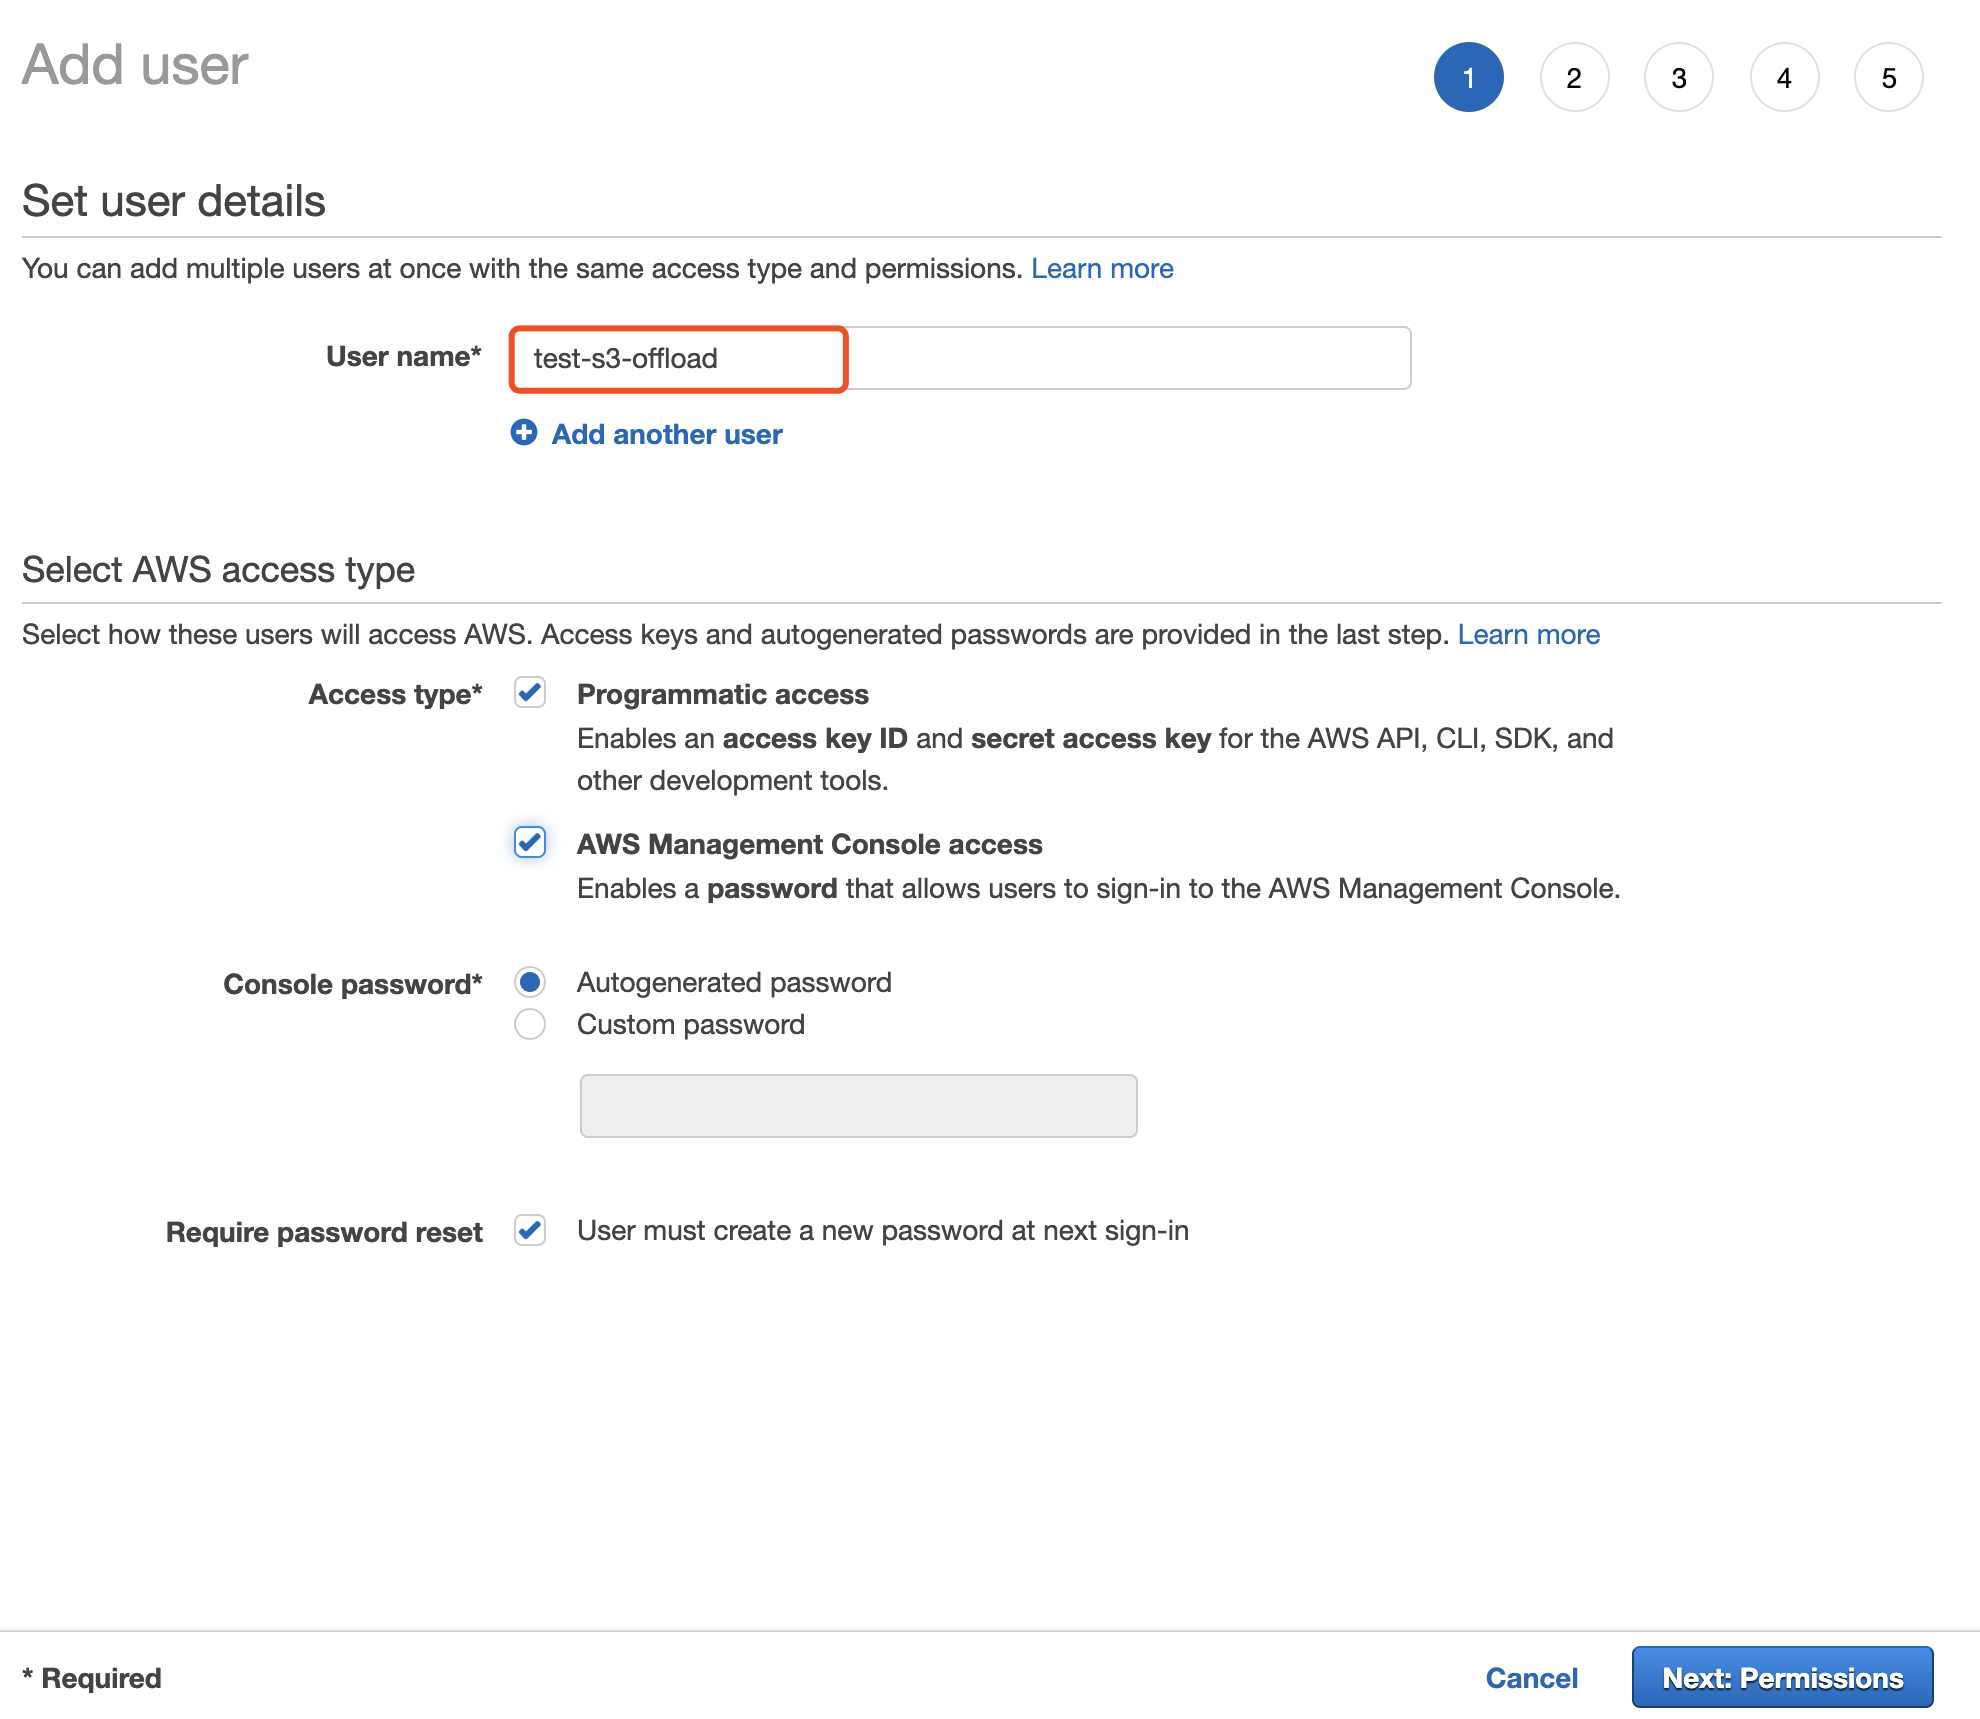 Add user
1 2 3 4 5
Set user details
You can add multiple users at once with the same access type and permissions. Learn more
User name* test-s3-offload
Add another user
Select AWS access type
Select how these users will access AWS. Access keys and autogenerated passwords are provided in the last step. Learn more
Access type* Programmatic access
Enables an access key ID and secret access key for the AWS API, CLI, SDK, and
other development tools.
AWS Management Console access
Enables a password that allows users to sign-in to the AWS Management Console.
Console password* Autogenerated password
Custom password
Require password reset User must create a new password at next sign-in
* Required Cancel Next: Permissions